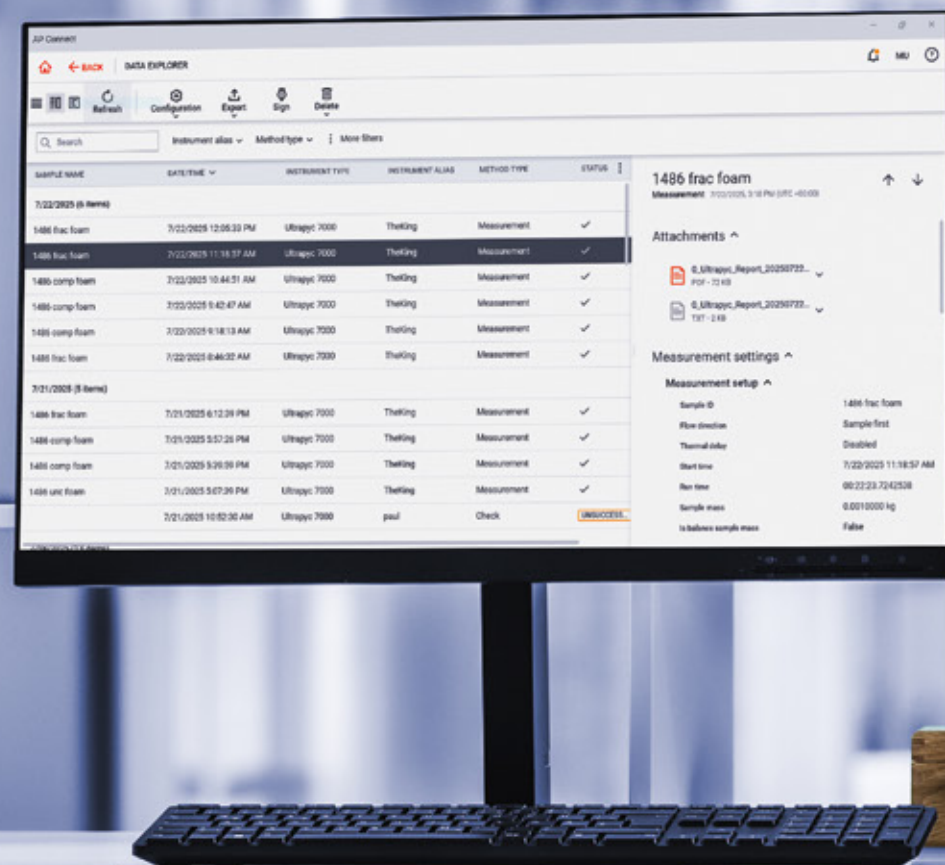 AP Connect
BACK DATA EXPLORER
MU
Refresh Configuration Export Sign Delete
Search Instrument alias Method type More filters
SAMPLE NAME DATE/TIME INSTRUMENT TYPE INSTRUMENT ALIAS METHOD TYPE STATUS
7/22/2025 (6 items)
1486 frac foam 7/22/2025 12:05:33 PM Ultrapyc 7000 TheKing Measurement
1486 frac foam 7/22/2025 11:18:57 AM Ultrapyc 7000 TheKing Measurement
1486 comp foam 7/22/2025 10:44:51 AM Ultrapyc 7000 TheKing Measurement
1486 comp foam 7/22/2025 9:42:47 AM Ultrapyc 7000 TheKing Measurement
1486 comp foam 7/22/2025 9:18:13 AM Ultrapyc 7000 TheKing Measurement
1486 frac foam 7/22/2025 8:46:32 AM Ultrapyc 7000 TheKing Measurement
7/21/2025 (5 items)
1486 frac foam 7/21/2025 6:12:39 PM Ultrapyc 7000 TheKing Measurement
1486 comp foam 7/21/2025 5:57:26 PM Ultrapyc 7000 TheKing Measurement
1486 comp foam 7/21/2025 5:39:59 PM Ultrapyc 7000 TheKing Measurement
1486 unc foam 7/21/2025 5:07:39 PM Ultrapyc 7000 TheKing Measurement
7/21/2025 10:52:30 AM Ultrapyc 7000 paul Check UNSUCCESS...
1486 frac foam
Measurement 7/22/2025, 3:18 PM (UTC +00:00)
Attachments
0_Ultrapyc_Report_20250722...
PDF - 72 KB
0_Ultrapyc_Report_20250722...
TXT - 2 KB
Measurement settings
Measurement setup
Sample ID 1486 frac foam
Flow direction Sample first
Thermal delay Disabled
Start time 7/22/2025 11:18:57 AM
Run time 00:22:23.7242528
Sample mass 0.0010000 kg
Is balance sample mass False